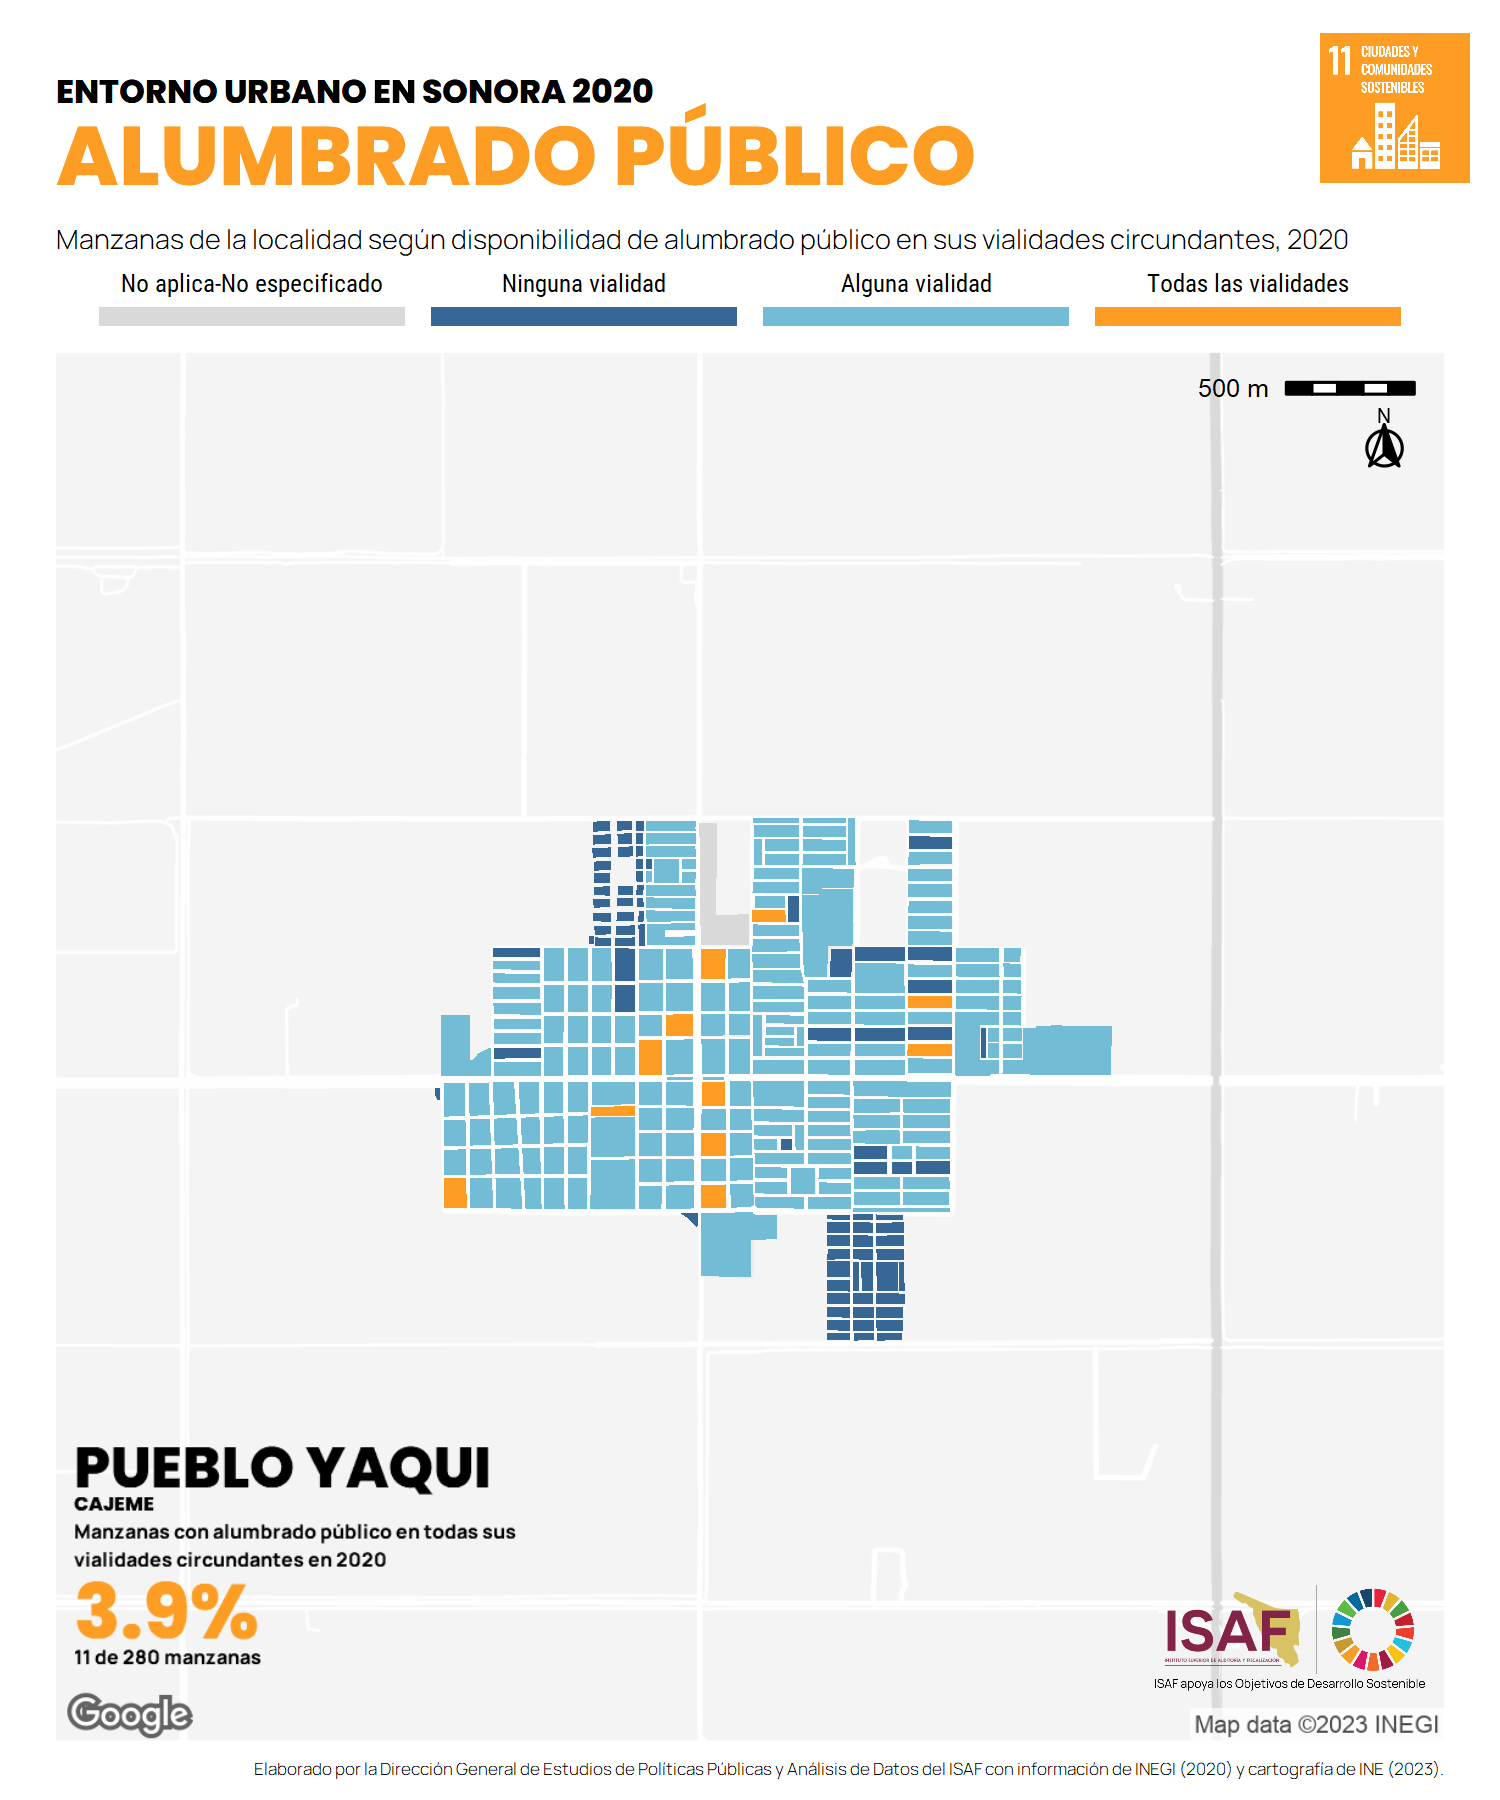 ENTORNO URBANO EN SONORA 2020
ALUMBRADO PÚBLICO
11 CIUDADES Y
COMUNIDADES
SOSTENIBLES
Manzanas de la localidad según disponibilidad de alumbrado público en sus vialidades circundantes, 2020
No aplica-No especificado
Ninguna vialidad
Alguna vialidad
Todas las vialidades
500 m
N
PUEBLO YAQUI
CAJEME
Manzanas con alumbrado público en todas sus
vialidades circundantes en 2020
3.9%
11 de 280 manzanas
Google
ISAF
INSTITUTO SUPERIOR DE AUDITORÍA Y FISCALIZACIÓN
ISAF apoya los Objetivos de Desarrollo Sostenible
Map data ©2023 INEGI
Elaborado por la Dirección General de Estudios de Políticas Públicas y Análisis de Datos del ISAF con información de INEGI (2020) y cartografía de INE (2023).